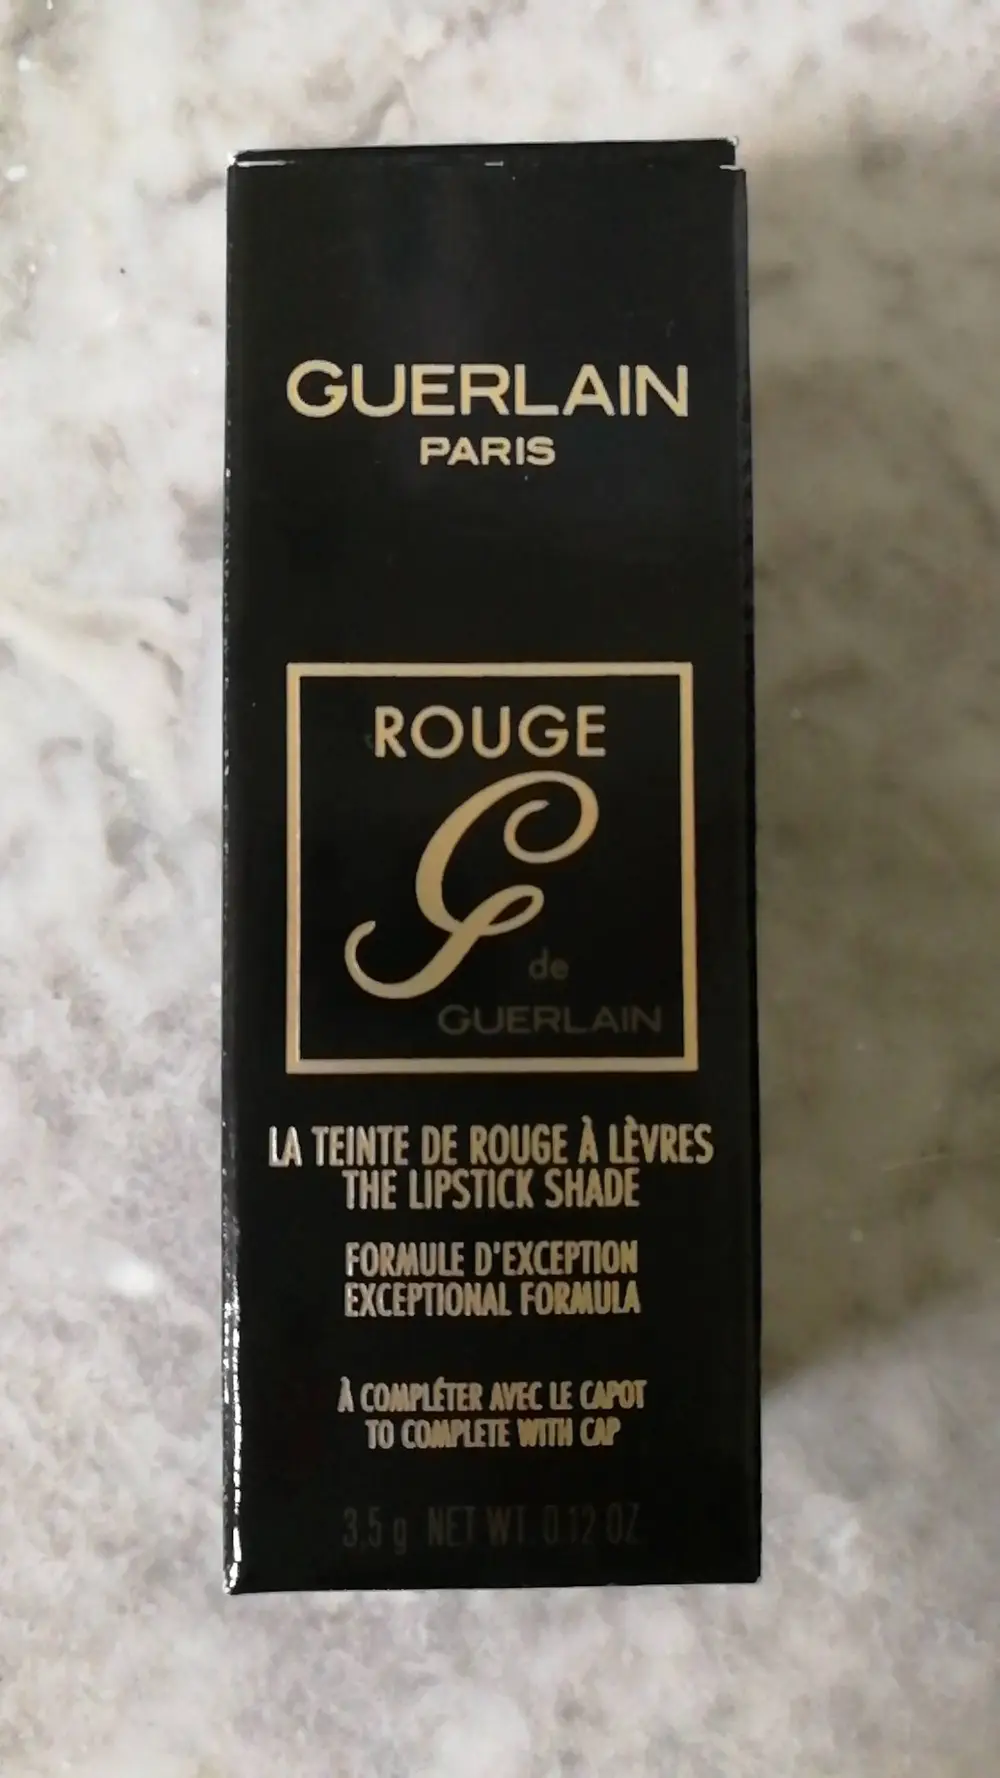 GUERLAIN
PARIS
ROUGE
G
de
GUERLAIN
LA TEINTE DE ROUGE À LÈVRES
THE LIPSTICK SHADE
FORMULE D'EXCEPTION
EXCEPTIONAL FORMULA
À COMPLÉTER AVEC LE CAPOT
TO COMPLETE WITH CAP
3,5 g NET WT. 0.12 OZ.